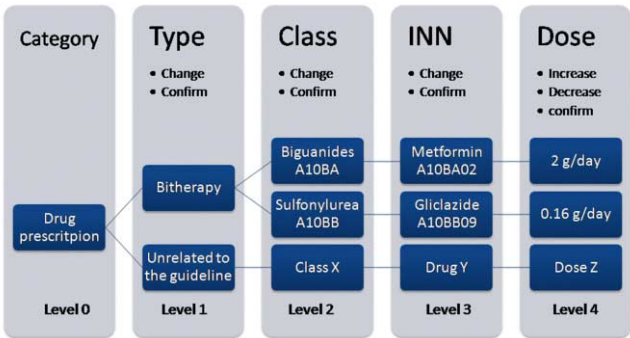 Category
Type
• Change
• Confirm
Class
• Change
• Confirm
INN
• Change
• Confirm
Dose
• Increase
• Decrease
• confirm
Drug
prescritpion
Bitherapy
Unrelated to
the guideline
Biguanides
A10BA
Sulfonylurea
A10BB
Class X
Metformin
A10BA02
Gliclazide
A10BB09
Drug Y
2 g/day
0.16 g/day
Dose Z
Level 0
Level 1
Level 2
Level 3
Level 4